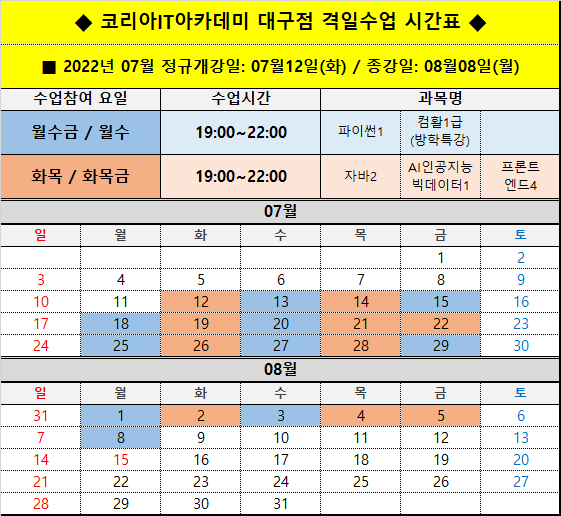 ◆ 코리아IT아카데미 대구점 격일수업 시간표 ◆
■ 2022년 07월 정규개강일: 07월12일(화) / 종강일: 08월08일(월)
수업참여 요일 수업시간 과목명
월수금 / 월수 19:00~22:00 파이썬1 컴활1급
(방학특강)
화목 / 화목금 19:00~22:00 자바2 AI인공지능 프론트
빅데이터1 엔드4
07월
일 월 화 수 목 금 토
1 2
3 4 5 6 7 8 9
10 11 12 13 14 15 16
17 18 19 20 21 22 23
24 25 26 27 28 29 30
08월
일 월 화 수 목 금 토
31 1 2 3 4 5 6
7 8 9 10 11 12 13
14 15 16 17 18 19 20
21 22 23 24 25 26 27
28 29 30 31